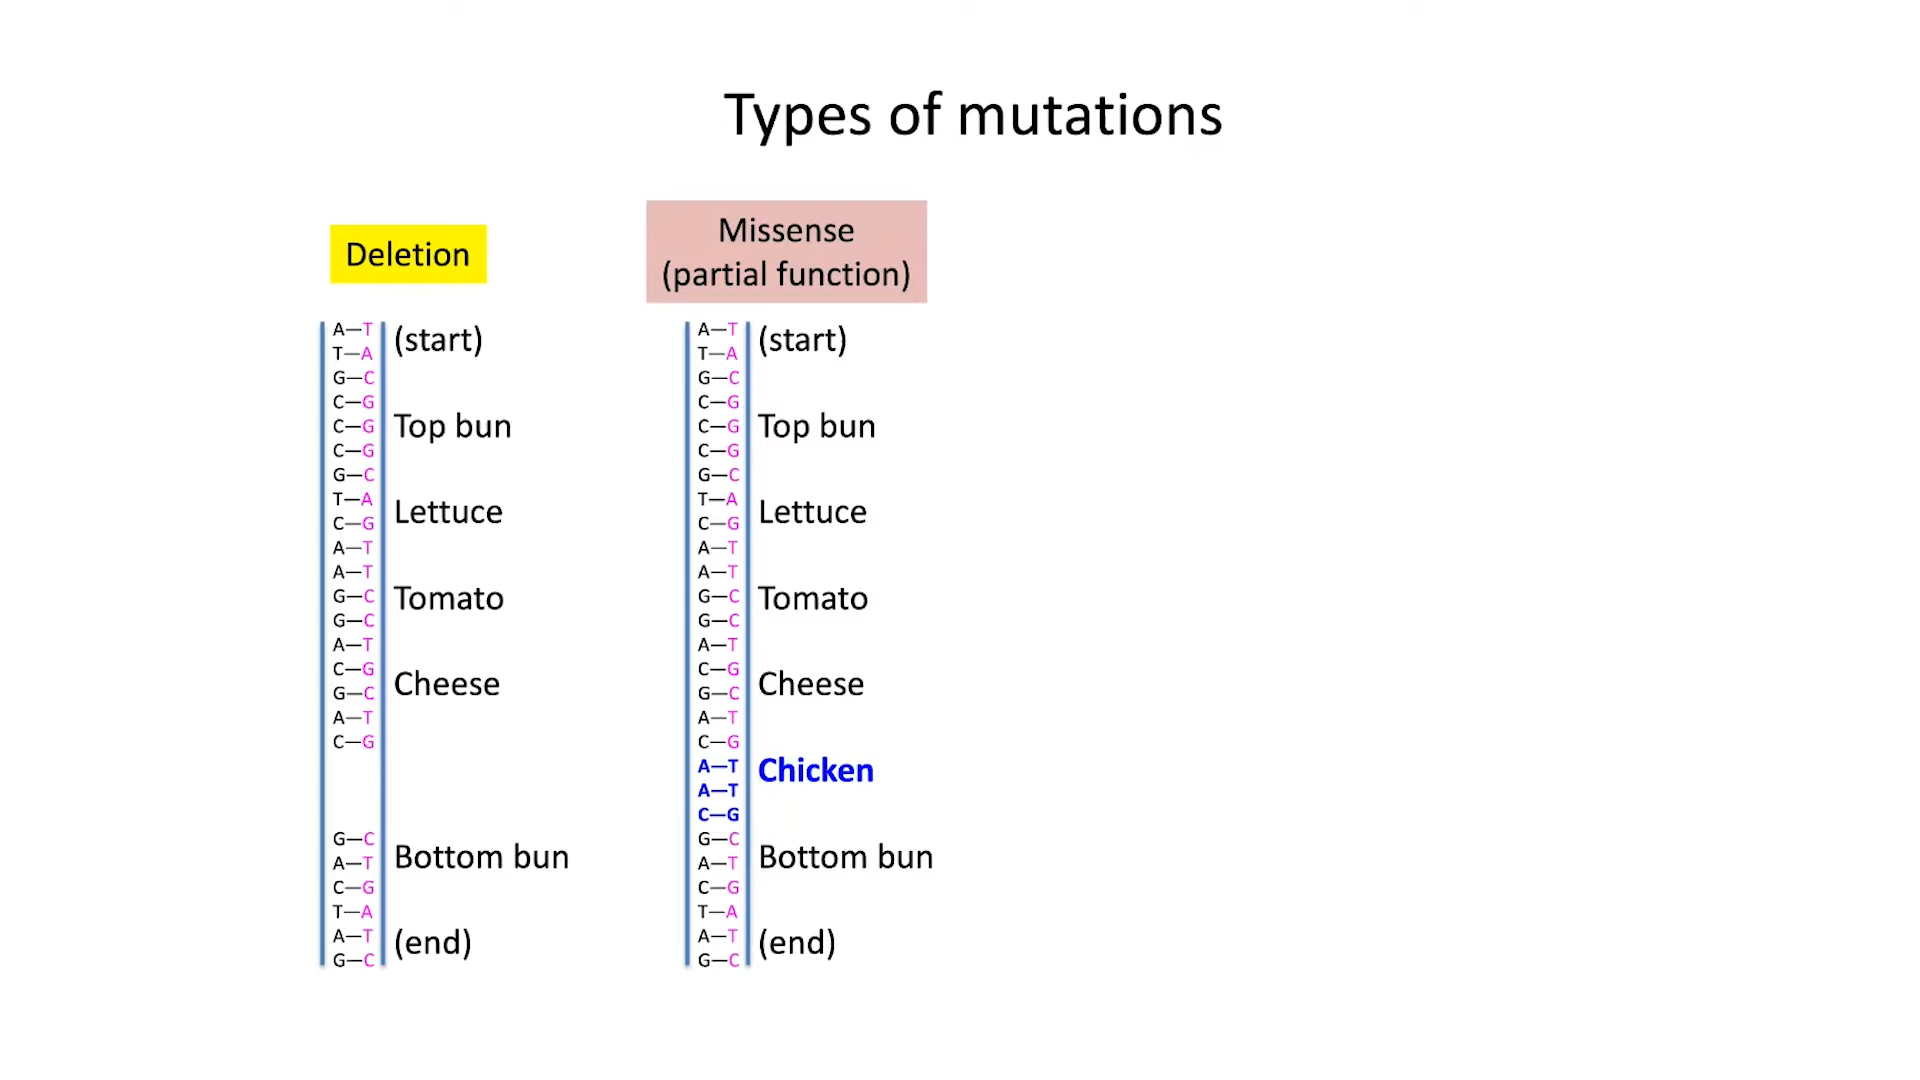 Types of mutations
Deletion
A—T
T—A
G—C
C—G
C—G
C—G
G—C
T—A
C—G
A—T
A—T
G—C
G—C
A—T
C—G
G—C
A—T
C—G
G—C
A—T
C—G
T—A
A—T
G—C
(start)
Top bun
Lettuce
Tomato
Cheese
Bottom bun
(end)
Missense
(partial function)
A—T
T—A
G—C
C—G
C—G
C—G
G—C
T—A
C—G
A—T
A—T
G—C
G—C
A—T
C—G
G—C
A—T
C—G
A—T
A—T
C—G
G—C
A—T
C—G
T—A
A—T
G—C
(start)
Top bun
Lettuce
Tomato
Cheese
Chicken
Bottom bun
(end)